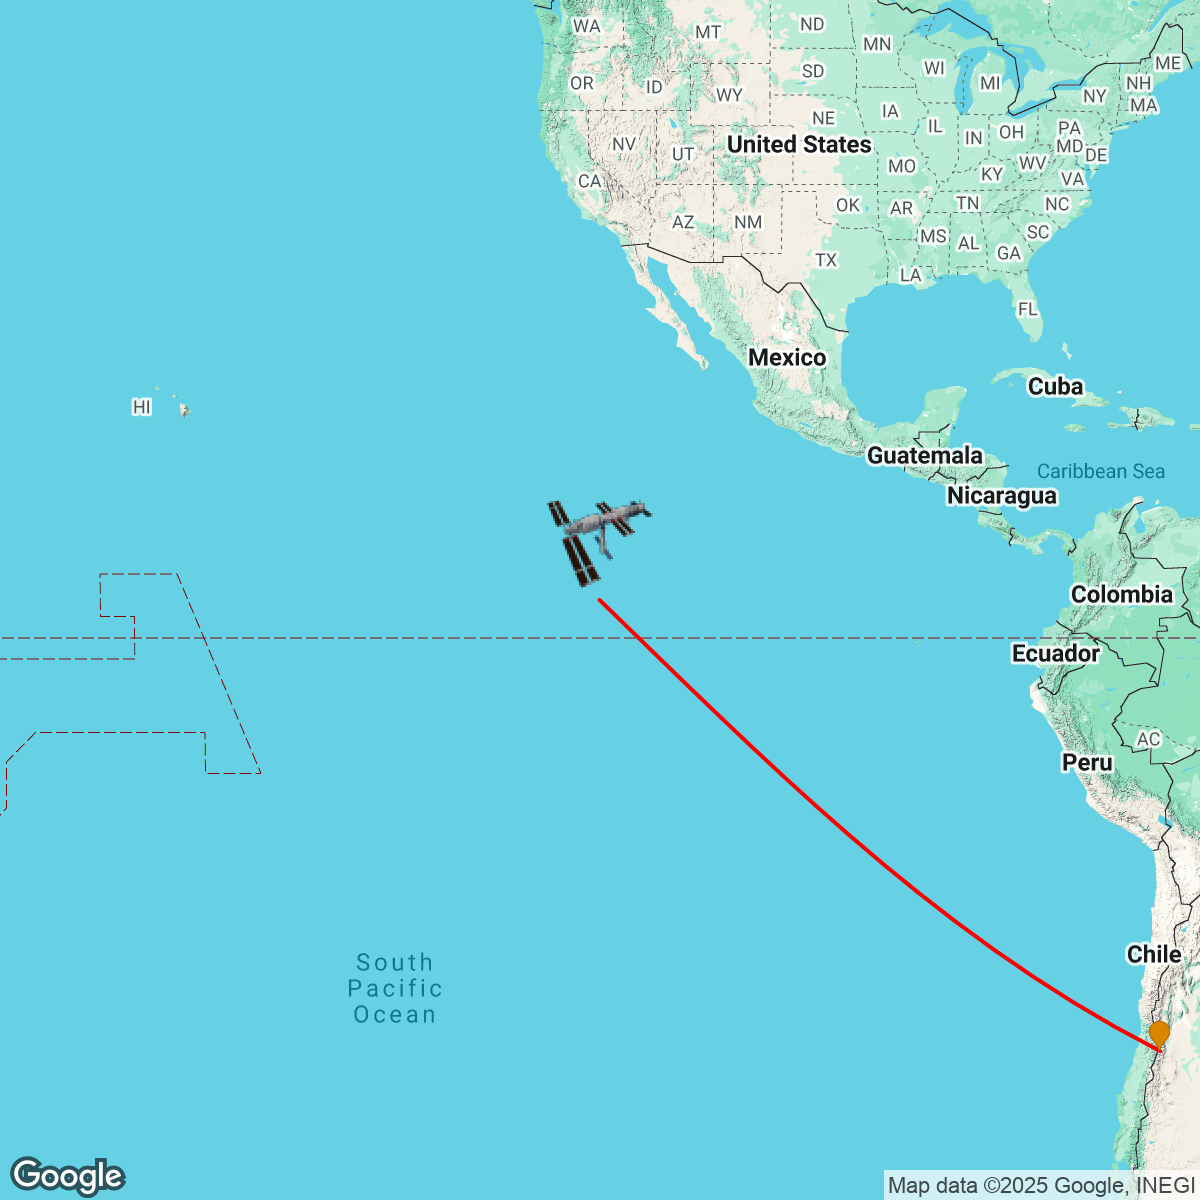 WA
MT
ND
MN
ME
OR
ID
SD
WI
MI
NH
NY
MA
WY
NE
IA
IL
IN
OH
PA
MD
DE
NV
UT
United States
MO
WV
KY
VA
CA
AZ
NM
OK
AR
TN
NC
MS
AL
SC
GA
TX
LA
FL
Mexico
HI
Cuba
Guatemala
Caribbean Sea
Nicaragua
Colombia
Ecuador
AC
Peru
Chile
South
Pacific
Ocean
Google
Map data ©2025 Google, INEGI